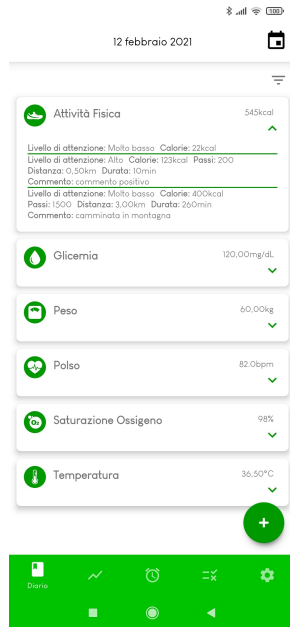 100
12 febbraio 2021
Attività Fisica 545kcal
Livello di attenzione: Molto basso Calorie: 22kcal
Livello di attenzione: Alto Calorie: 123kcal Passi: 200
Distanza: 0,50km Durata: 10min
Commento: commento positivo
Livello di attenzione: Molto basso Calorie: 400kcal
Passi: 1500 Distanza: 3,00km Durata: 260min
Commento: camminata in montagna
Glicemia 120,00mg/dL
Peso 60,00kg
Polso 82.0bpm
O2 Saturazione Ossigeno 98%
Temperatura 36,50°C
Diario